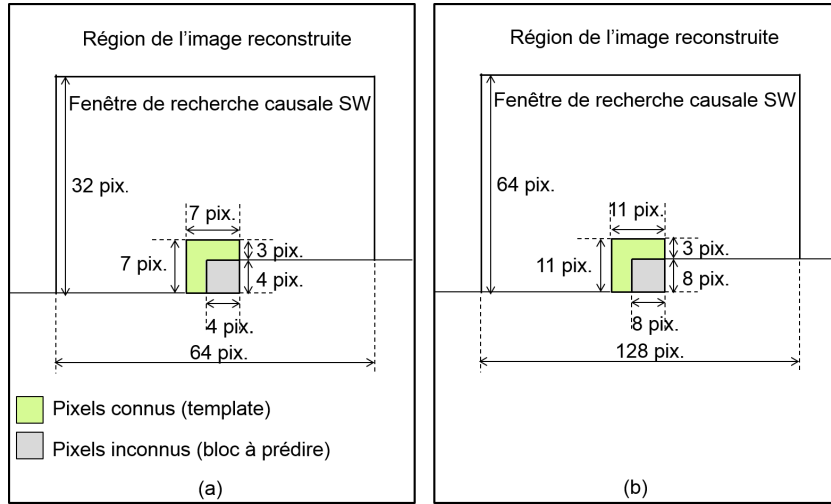 Région de l'image reconstruite
Fenêtre de recherche causale SW
32 pix.
7 pix.
7 pix.
3 pix.
4 pix.
4 pix.
64 pix.
Pixels connus (template)
Pixels inconnus (bloc à prédire)
(a)
Région de l'image reconstruite
Fenêtre de recherche causale SW
64 pix.
11 pix.
11 pix.
3 pix.
8 pix.
8 pix.
128 pix.
(b)